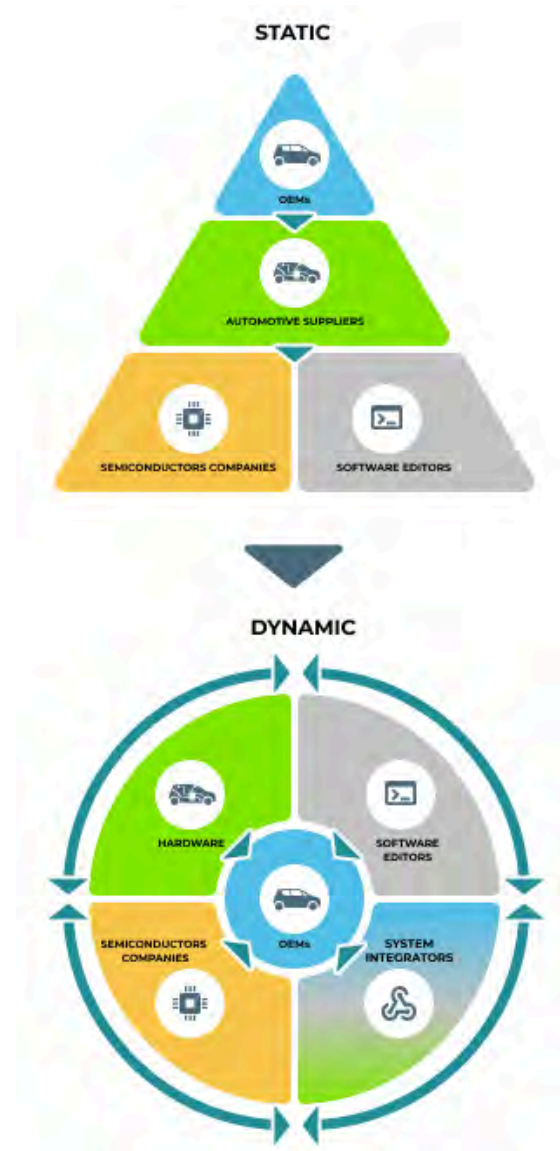 STATIC
OEMs
AUTOMOTIVE SUPPLIERS
SEMICONDUCTORS COMPANIES
SOFTWARE EDITORS
DYNAMIC
HARDWARE
SOFTWARE
EDITORS
OEMs
SEMICONDUCTORS
COMPANIES
SYSTEM
INTEGRATORS